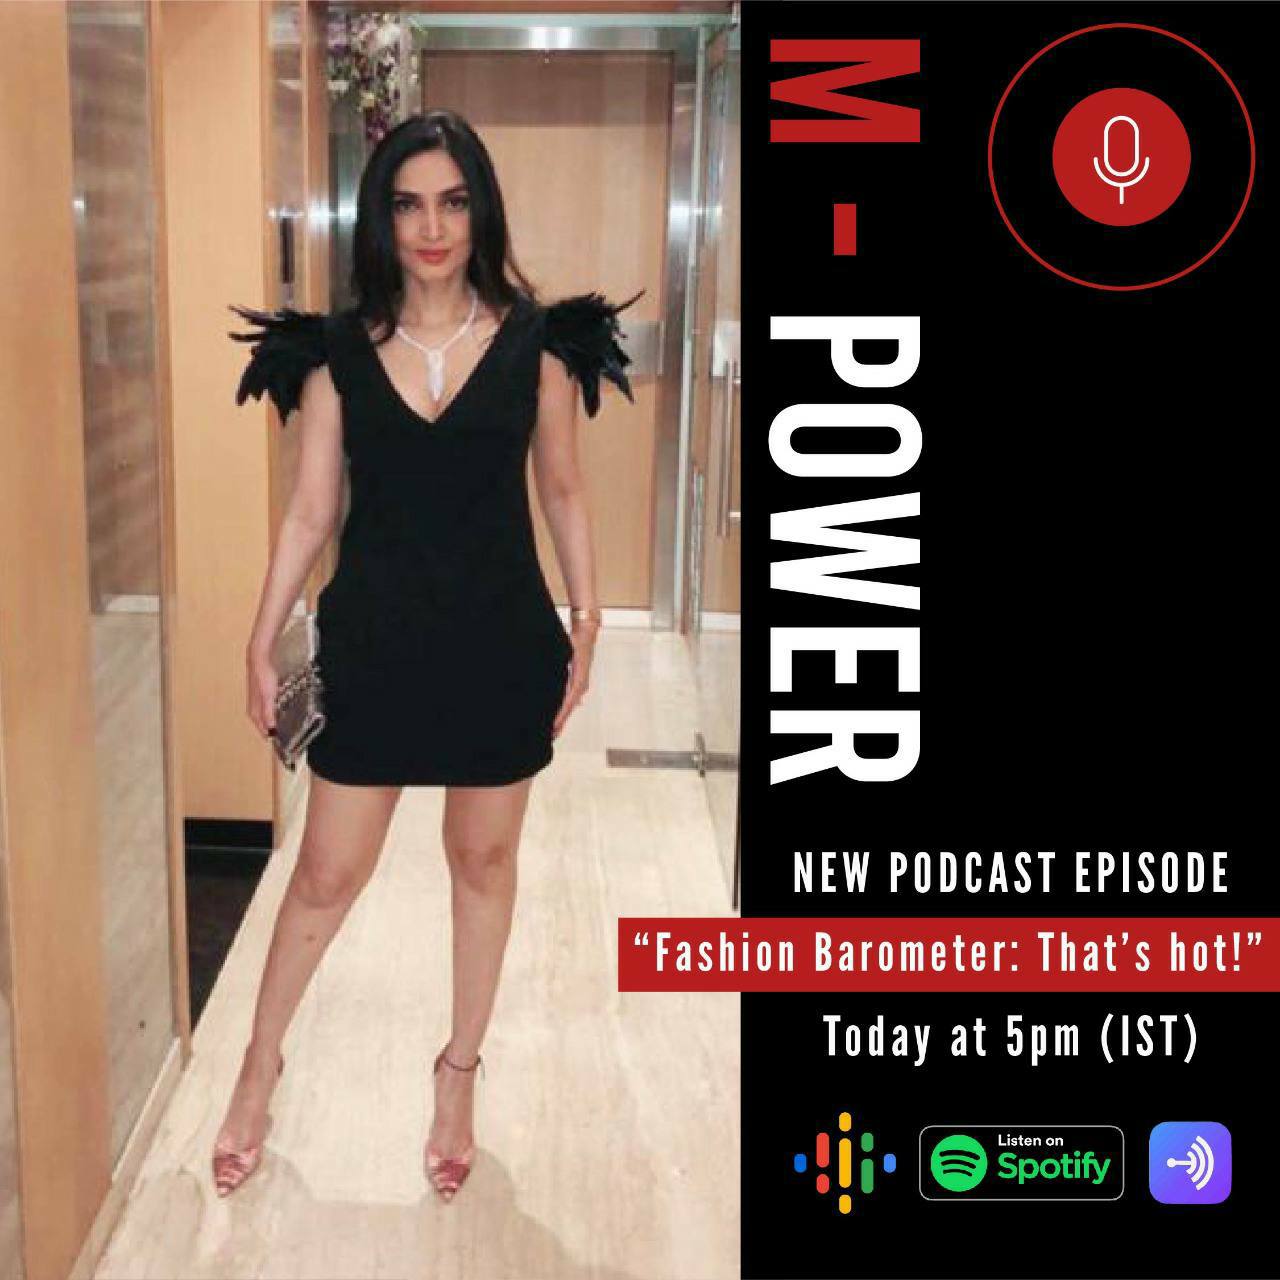 M - POWER
NEW PODCAST EPISODE
“Fashion Barometer: That’s hot!”
Today at 5pm (IST)
Listen on
Spotify